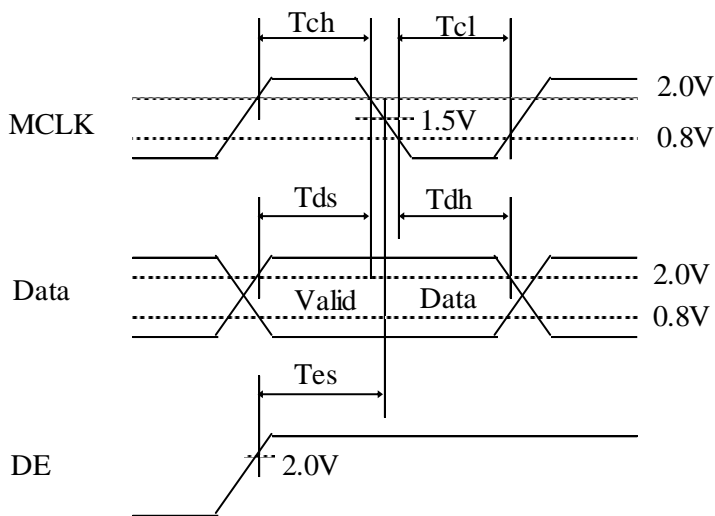 Tch Tcl
2.0V
MCLK
1.5V
0.8V
Tds Tdh
2.0V
Data
Valid Data
0.8V
Tes
DE
2.0V